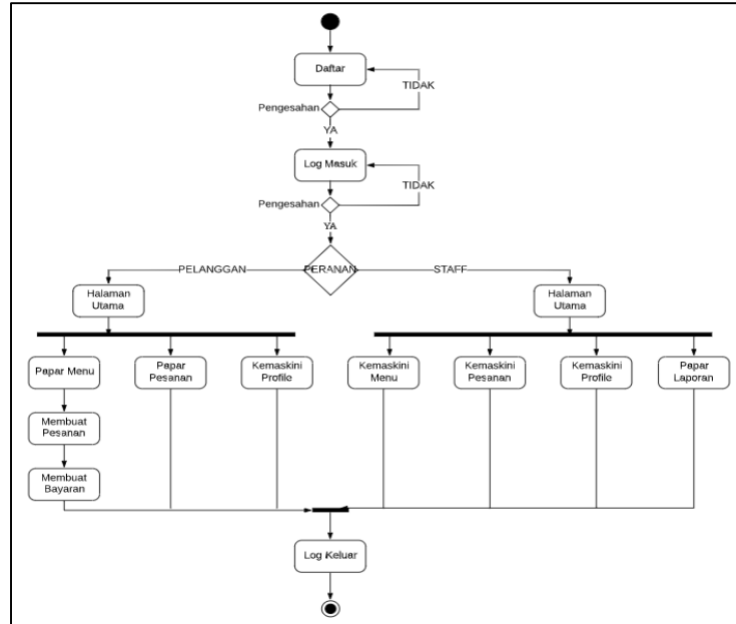 Daftar
TIDAK
Pengesahan
YA
Log Masuk
TIDAK
Pengesahan
YA
PELANGGAN
PERANAN
STAFF
Halaman
Utama
Halaman
Utama
Papar Menu
Papar
Pesanan
Kemaskini
Profile
Kemaskini
Menu
Kemaskini
Pesanan
Kemaskini
Profile
Papar
Laporan
Membuat
Pesanan
Membuat
Bayaran
Log Keluar